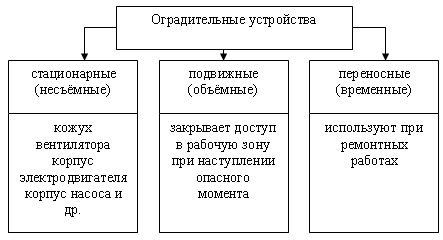 Оградительные устройства
стационарные
(несъёмные)
кожух
вентилятора
корпус
электродвигателя
корпус насоса и
др.
подвижные
(объёмные)
закрывает доступ
в рабочую зону
при наступлении
опасного
момента
переносные
(временные)
используют при
ремонтных
работах